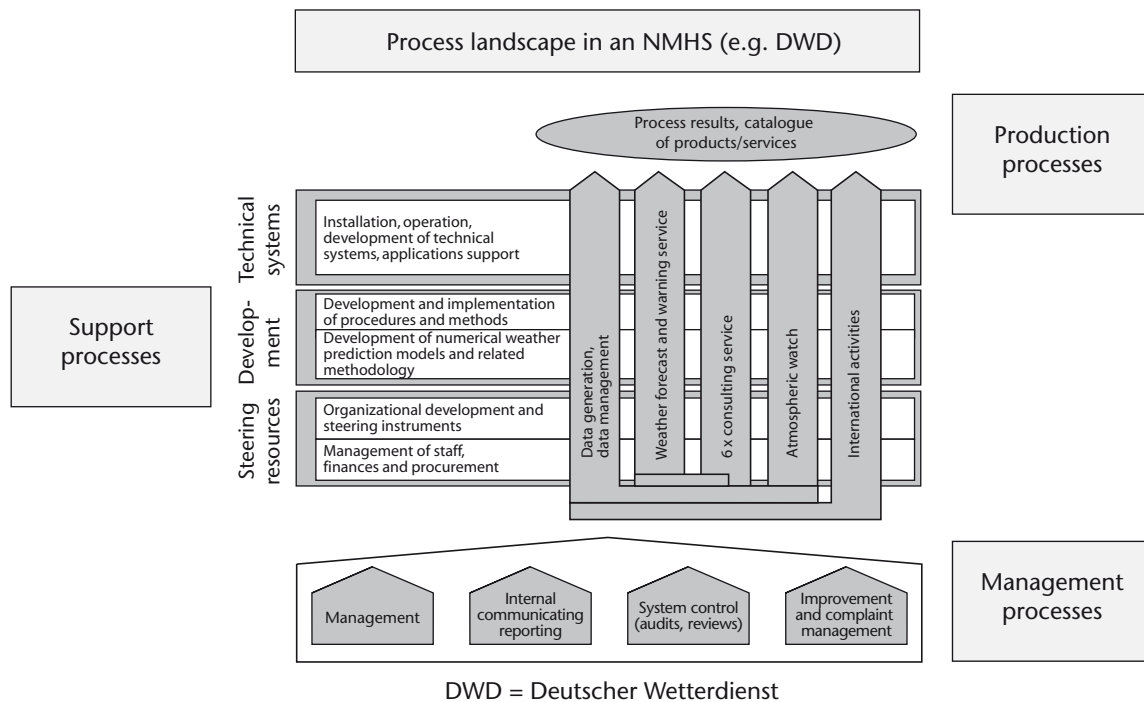 Process landscape in an NMHS (e.g. DWD)
Process results, catalogue
of products/services
Production
processes
Technical
systems
Installation, operation,
development of technical
systems, applications support
Support
processes
Develop-
ment
Development and implementation
of procedures and methods
Development of numerical weather
prediction models and related
methodology
Steering
resources
Organizational development and
steering instruments
Management of staff,
finances and procurement
Data generation,
data management
Weather forecast and warning service
6 x consulting service
Atmospheric watch
International activities
Management
Internal
communicating
reporting
System control
(audits, reviews)
Improvement
and complaint
management
Management
processes
DWD = Deutscher Wetterdienst